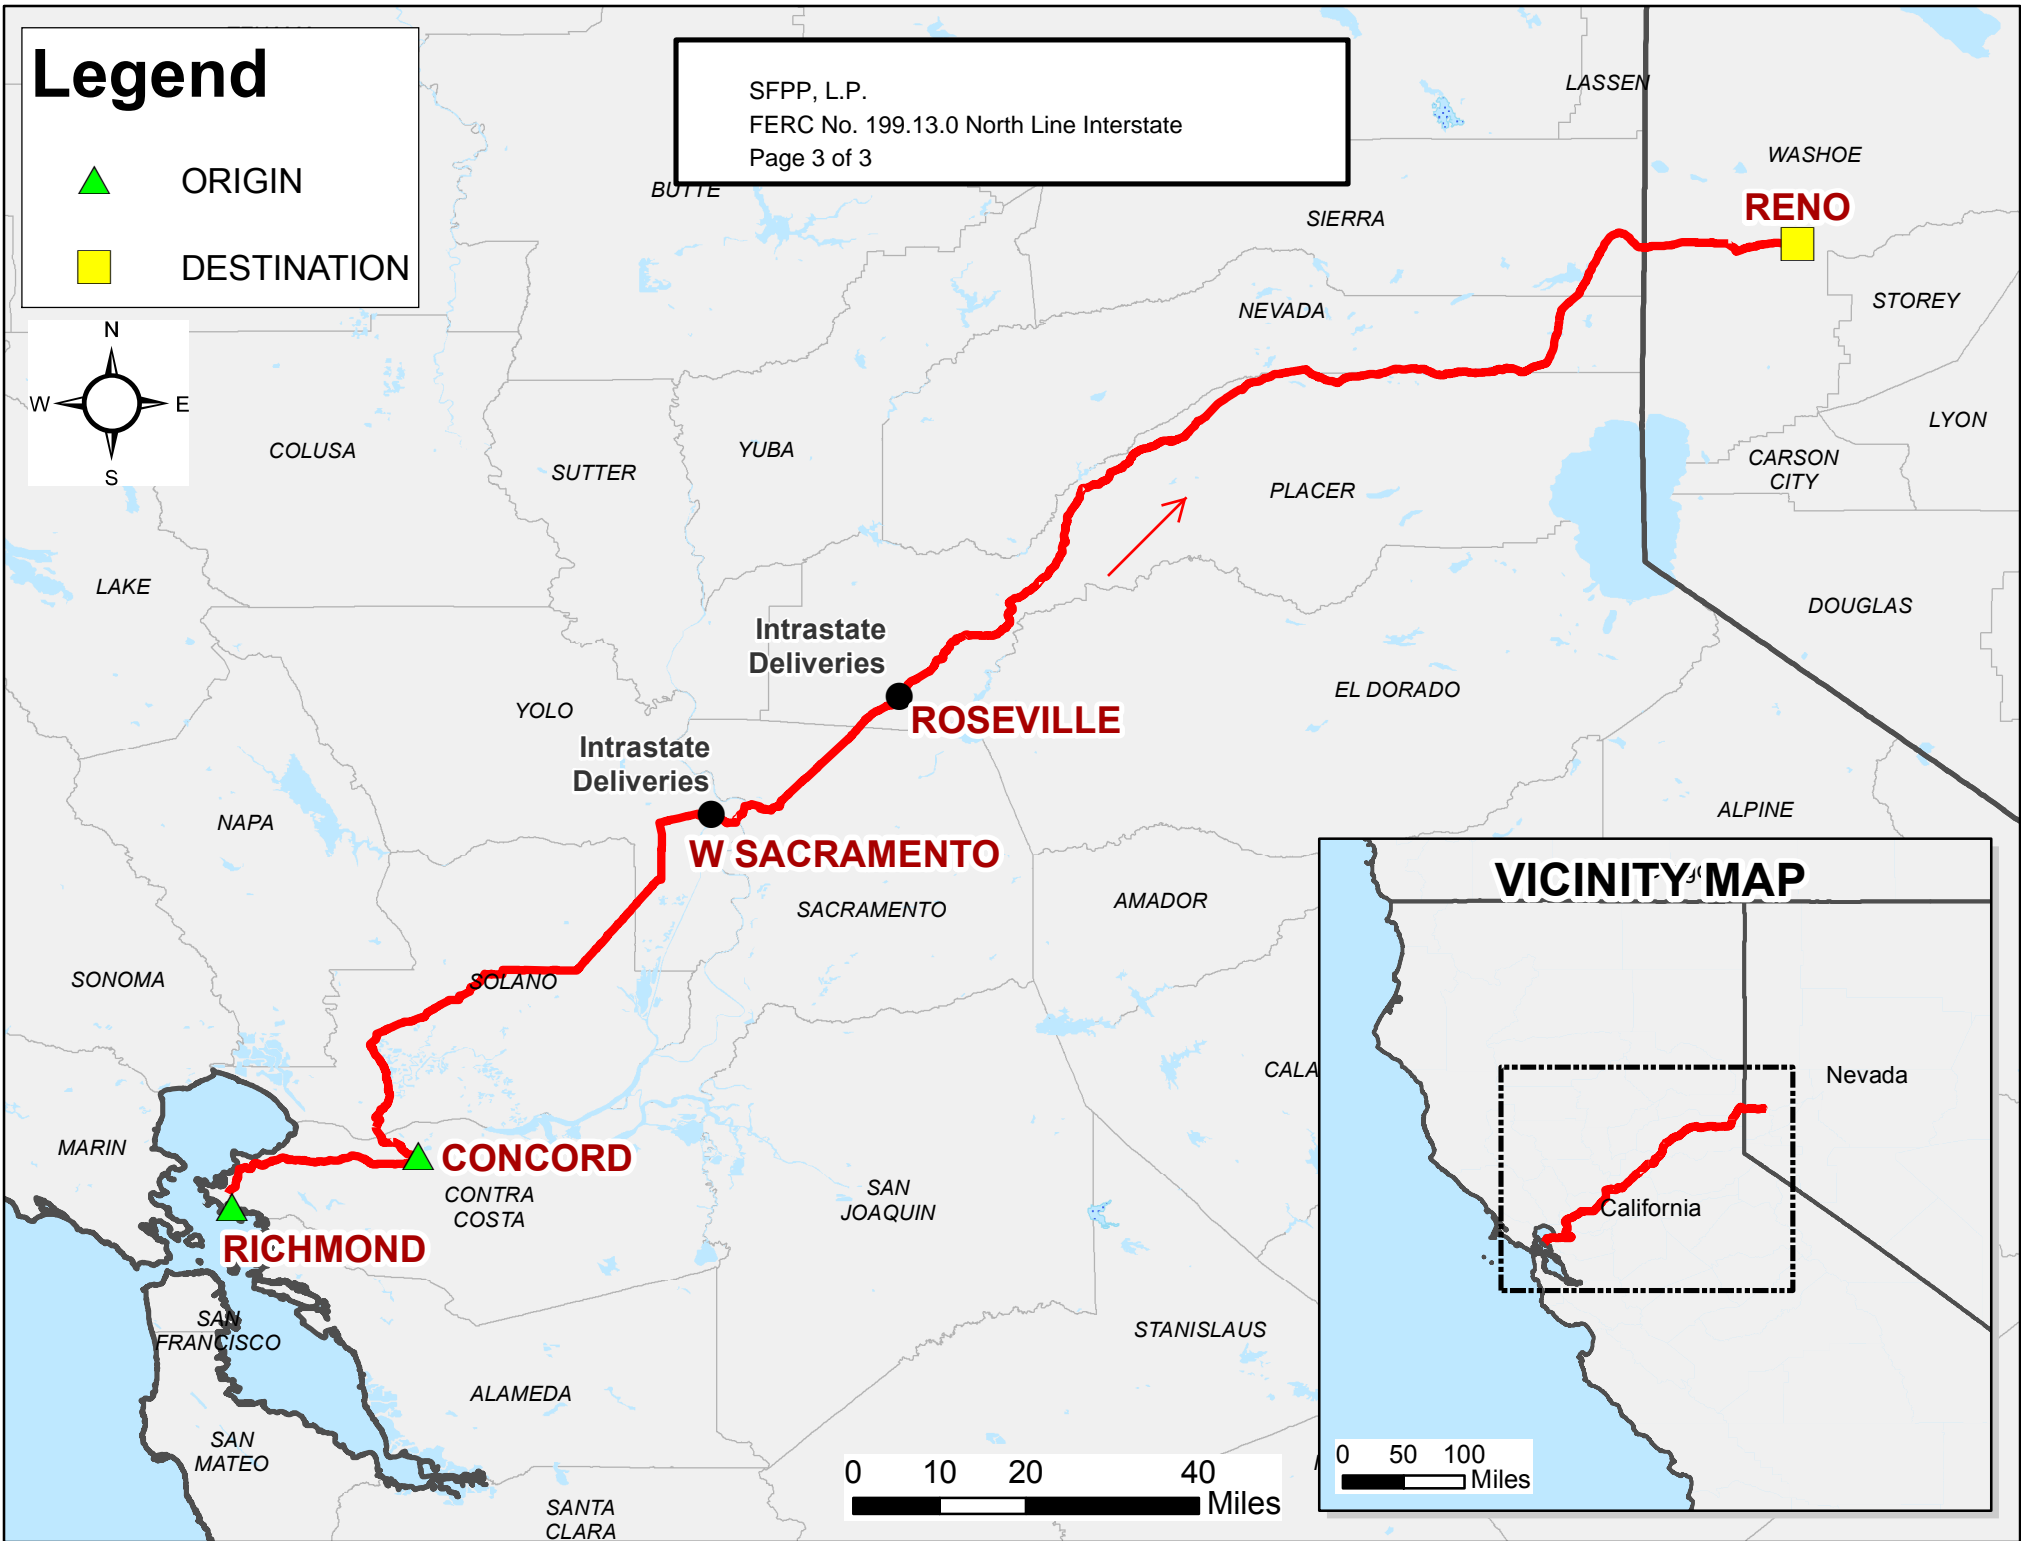 Legend
ORIGIN
DESTINATION
SFPP, L.P.
FERC No. 199.13.0 North Line Interstate
Page 3 of 3
N
W
E
S
LASSEN
WASHOE
BUTTE
RENO
SIERRA
STOREY
NEVADA
LYON
COLUSA
YUBA
SUTTER
CARSON
CITY
PLACER
LAKE
DOUGLAS
Intrastate
Deliveries
EL DORADO
YOLO
ROSEVILLE
Intrastate
Deliveries
NAPA
ALPINE
W SACRAMENTO
AMADOR
SACRAMENTO
SONOMA
SOLANO
CALA
MARIN
CONCORD
CONTRA
COSTA
SAN
JOAQUIN
RICHMOND
SAN
FRANCISCO
STANISLAUS
ALAMEDA
SAN
MATEO
SANTA
CLARA
0 10 20 40
Miles
VICINITY MAP
Nevada
California
0 50 100
Miles